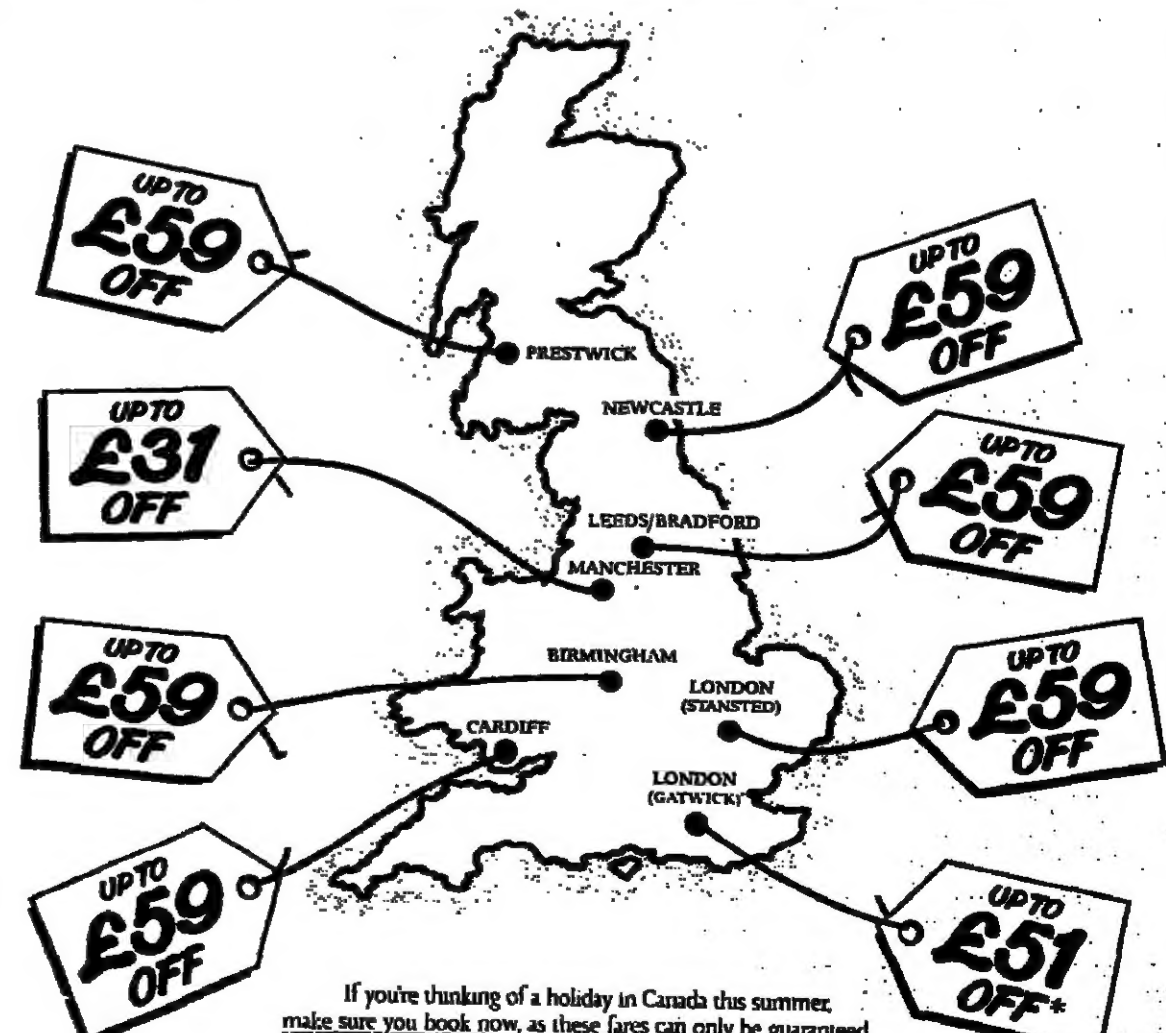 UP TO
£59
OFF
UP TO
£59
OFF
PRESTWICK
NEWCASTLE
UP TO
£31
OFF
UP TO
£59
OFF
LEEDS/BRADFORD
MANCHESTER
UP TO
£59
OFF
BIRMINGHAM
LONDON
(STANSTED)
UP TO
£59
OFF
CARDIFF
LONDON
(GATWICK)
UP TO
£59
OFF
UP TO
£51
OFF*
If you're thinking of a holiday in Canada this summer,
make sure you book now, as these fares can only be guaranteed